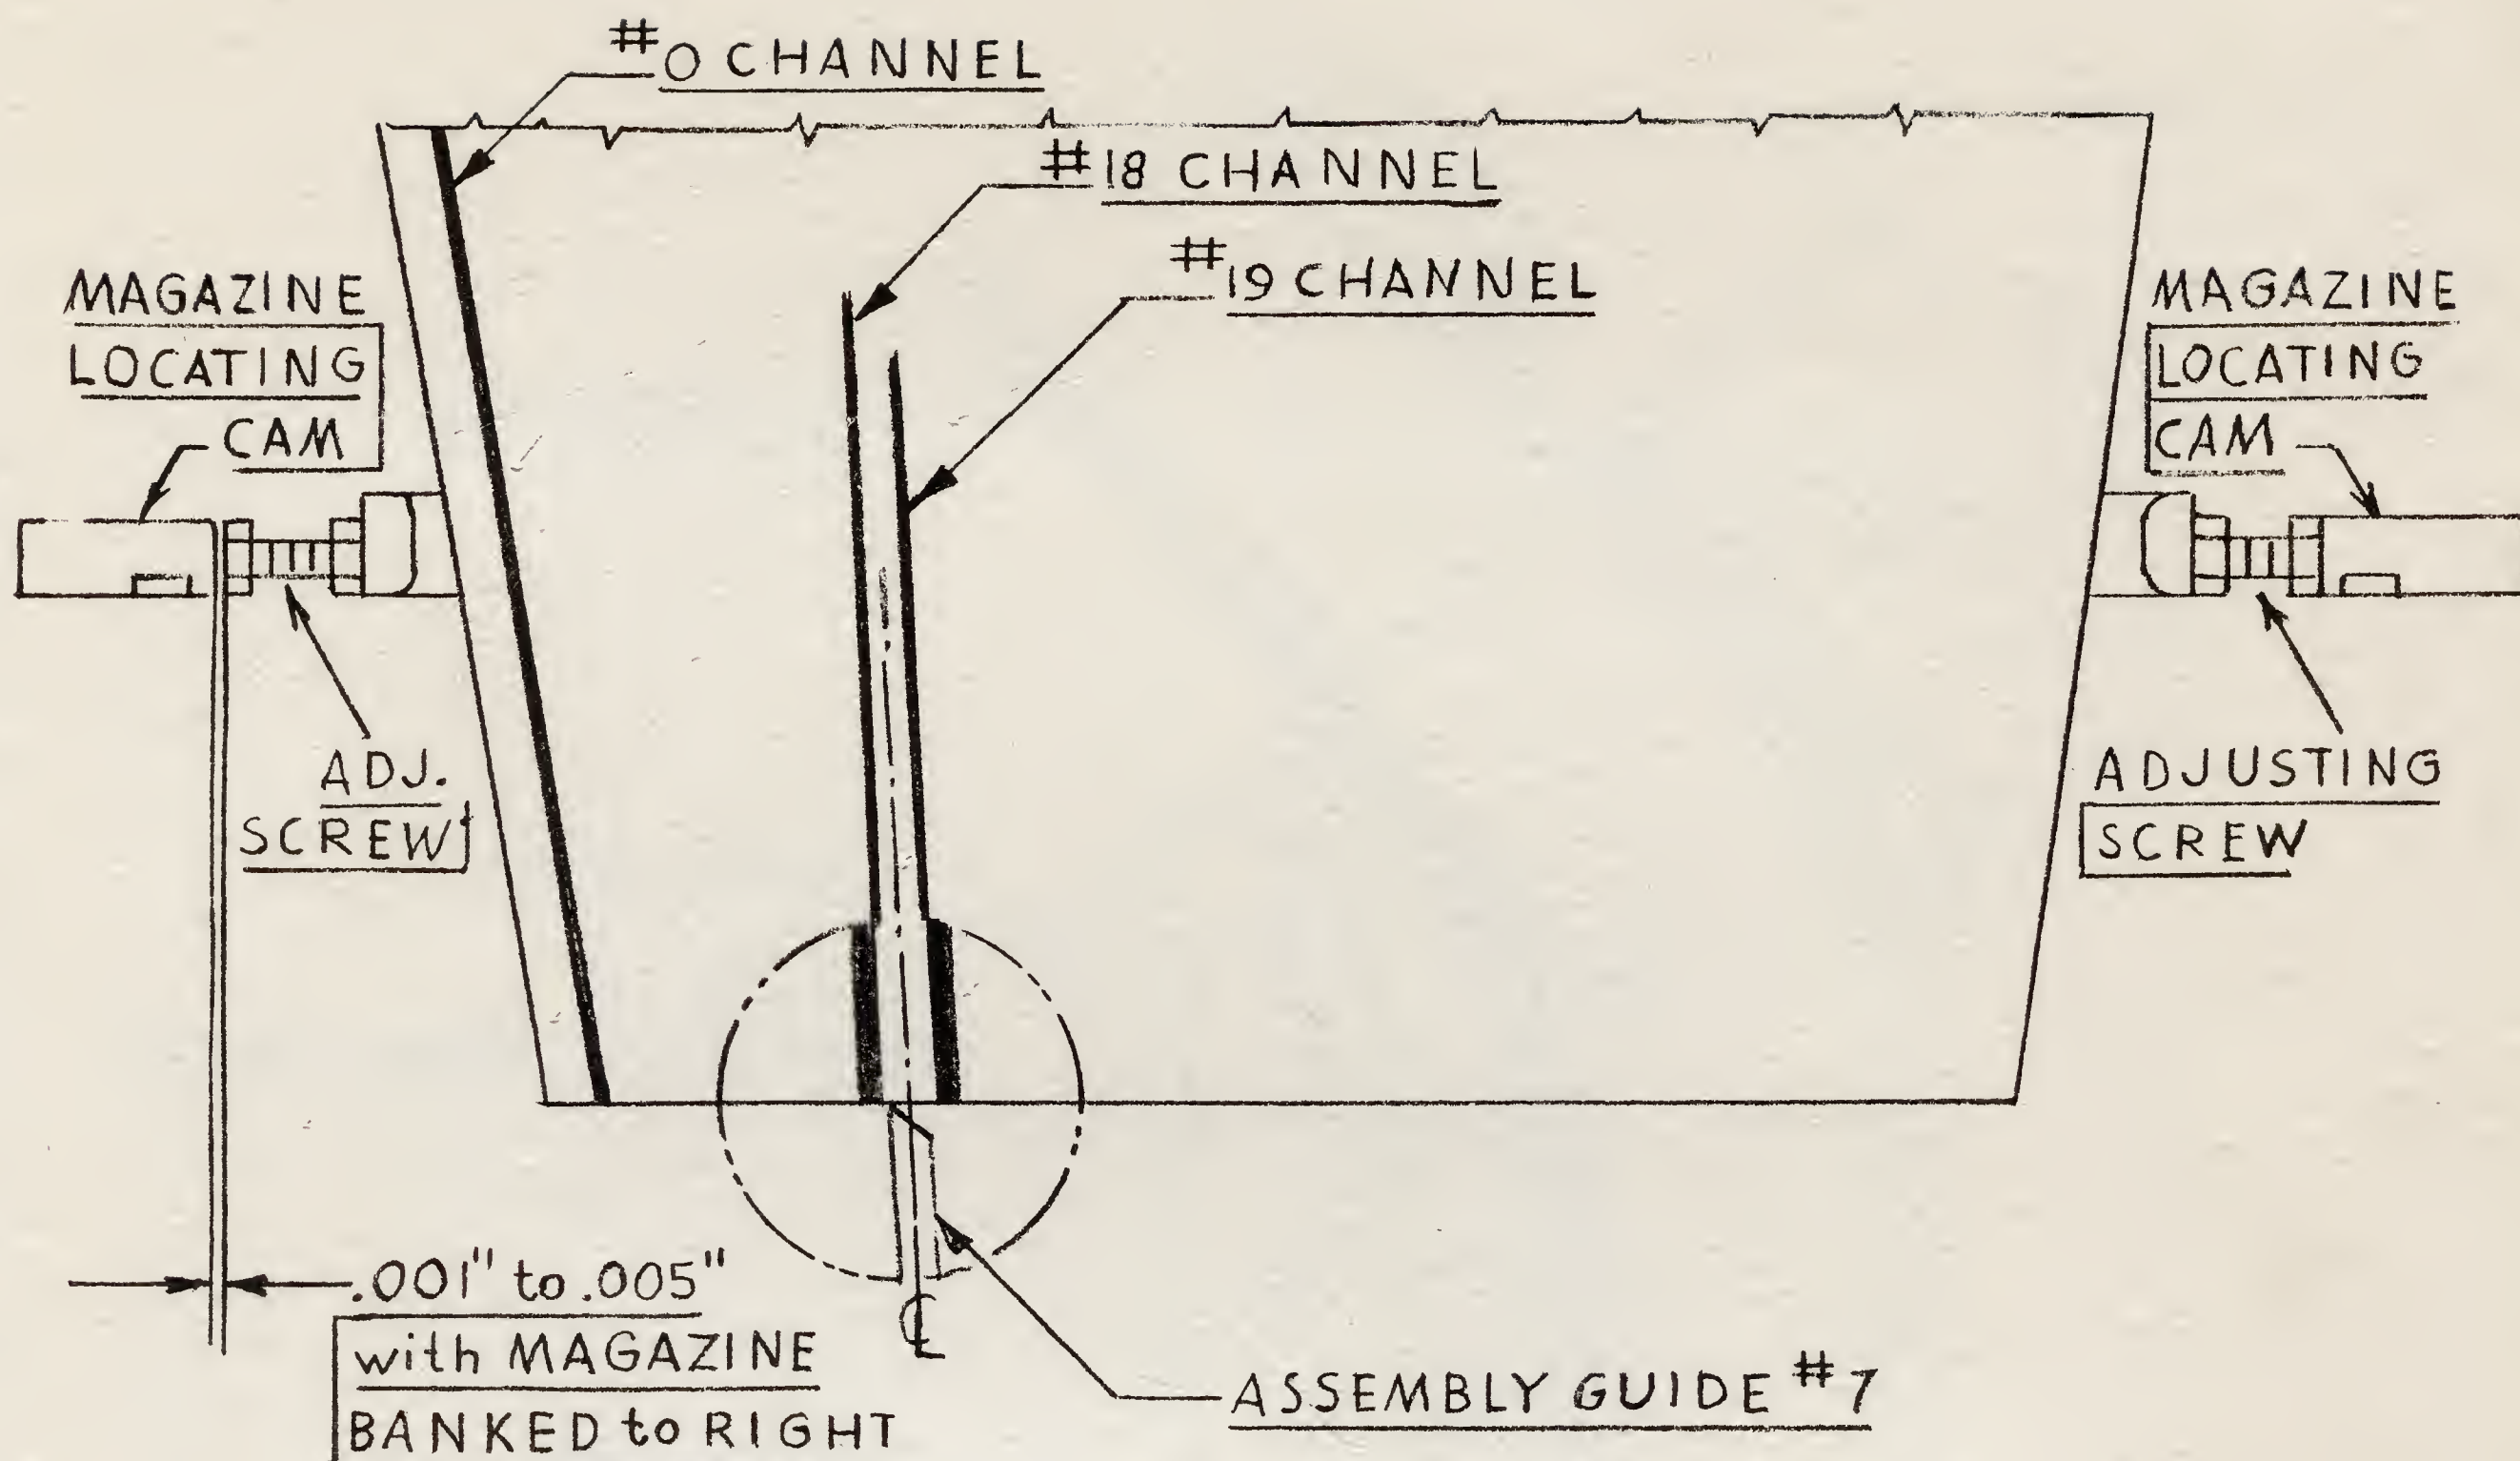 #0 CHANNEL
#18 CHANNEL
#19 CHANNEL
MAGAZINE
LOCATING
CAM
MAGAZINE
LOCATING
CAM
ADJ.
SCREW
ADJUSTING
SCREW
.001" to .005"
with MAGAZINE
BANKED to RIGHT
℄
ASSEMBLY GUIDE #7